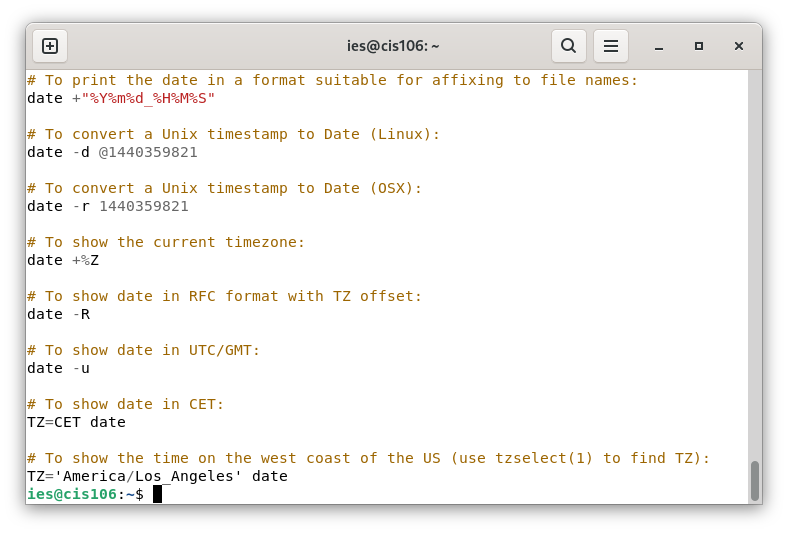 ies@cis106: ~
# To print the date in a format suitable for affixing to file names:
date +"%Y%m%d_%H%M%S"
# To convert a Unix timestamp to Date (Linux):
date -d @1440359821
# To convert a Unix timestamp to Date (OSX):
date -r 1440359821
# To show the current timezone:
date +%Z
# To show date in RFC format with TZ offset:
date -R
# To show date in UTC/GMT:
date -u
# To show date in CET:
TZ=CET date
# To show the time on the west coast of the US (use tzselect(1) to find TZ):
TZ='America/Los_Angeles' date
ies@cis106:~$